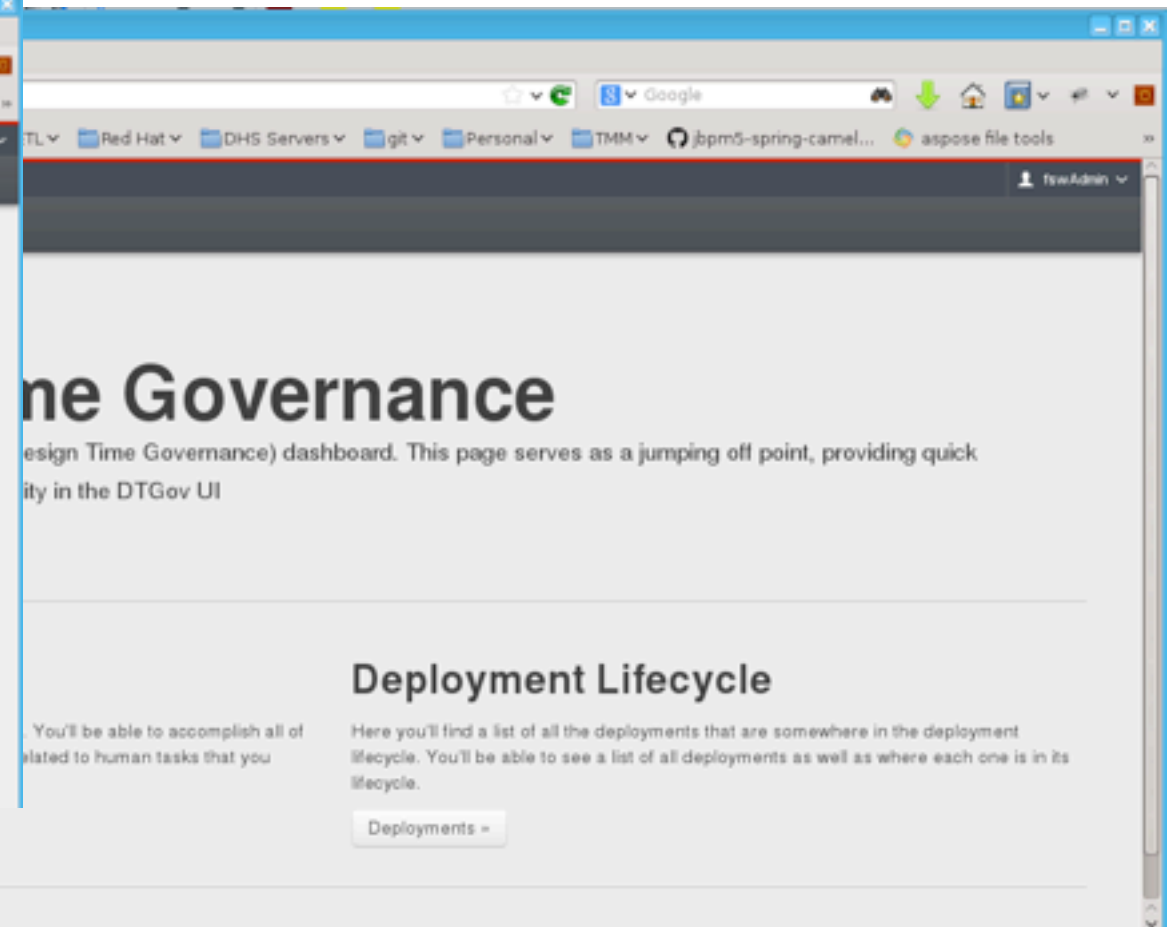 Google
TL Red Hat DHS Servers git Personal TMM jbpm5-spring-camel... aspose file tools »
fswAdmin
me Governance
esign Time Governance) dashboard. This page serves as a jumping off point, providing quick
ity in the DTGov UI
. You'll be able to accomplish all of
elated to human tasks that you
Deployment Lifecycle
Here you'll find a list of all the deployments that are somewhere in the deployment
lifecycle. You'll be able to see a list of all deployments as well as where each one is in its
lifecycle.
Deployments »